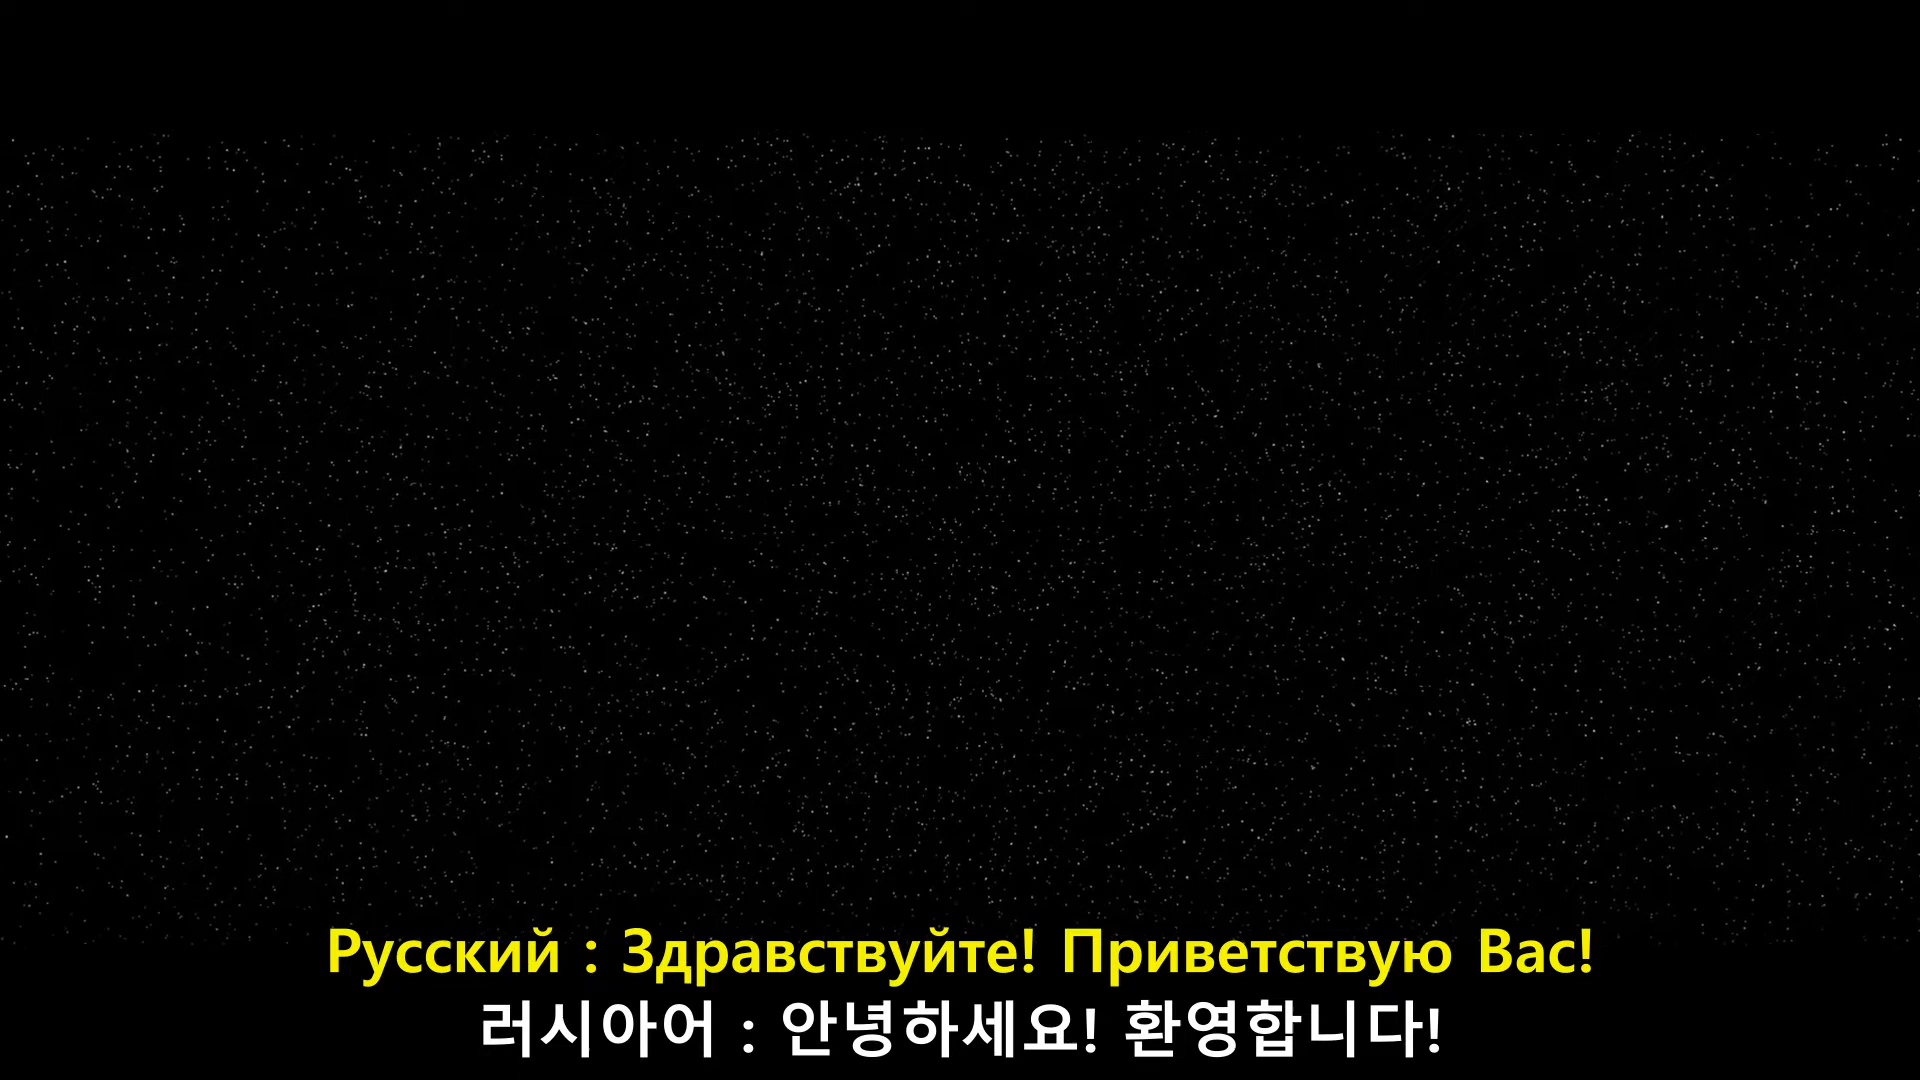 Русский : Здравствуйте! Приветствую Вас!
러시아어 : 안녕하세요! 환영합니다!